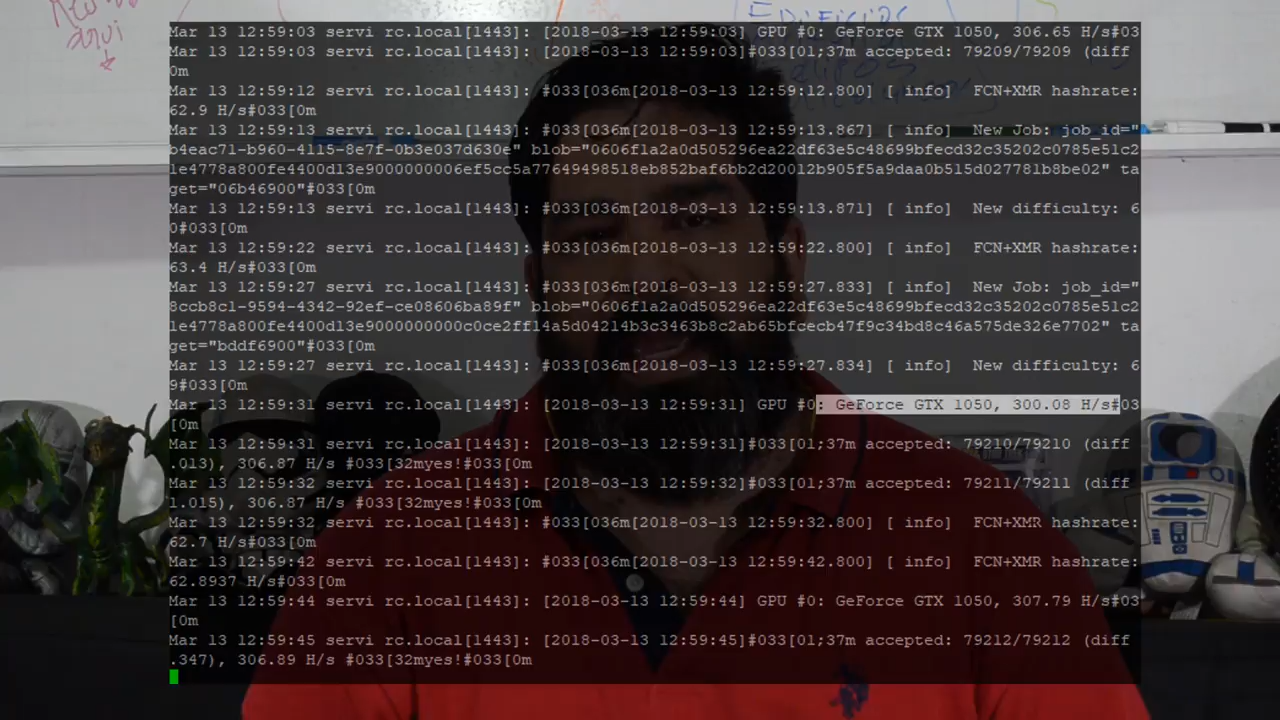 Mar 13 12:59:03 servi rc.local[1443]: [2018-03-13 12:59:03] GPU #0: GeForce GTX 1050, 306.65 H/s#03
Mar 13 12:59:03 servi rc.local[1443]: [2018-03-13 12:59:03]#033[01;37m accepted: 79209/79209 (diff
0m
Mar 13 12:59:12 servi rc.local[1443]: #033[036m[2018-03-13 12:59:12.800] [ info]  FCN+XMR hashrate:
62.9 H/s#033[0m
Mar 13 12:59:13 servi rc.local[1443]: #033[036m[2018-03-13 12:59:13.867] [ info]  New Job: job_id="
b4eac71-b960-4115-8e7f-0b3e037d630e" blob="0606f1a2a0d505296ea22df63e5c48699bfecd32c35202c0785e51c2
1e4778a800fe4400d13e9000000006ef5cc5a77649498518eb852baf6bb2d20012b905f5a9daa0b515d027781b8be02" ta
get="06b46900"#033[0m
Mar 13 12:59:13 servi rc.local[1443]: #033[036m[2018-03-13 12:59:13.871] [ info]  New difficulty: 6
0#033[0m
Mar 13 12:59:22 servi rc.local[1443]: #033[036m[2018-03-13 12:59:22.800] [ info]  FCN+XMR hashrate:
63.4 H/s#033[0m
Mar 13 12:59:27 servi rc.local[1443]: #033[036m[2018-03-13 12:59:27.833] [ info]  New Job: job_id="
8ccb8c1-9594-4342-92ef-ce08606ba89f" blob="0606f1a2a0d505296ea22df63e5c48699bfecd32c35202c0785e51c2
1e4778a800fe4400d13e9000000000c0ce2ff14a5d04214b3c3463b8c2ab65bfcecb47f9c34bd8c46a575de326e7702" ta
get="bddf6900"#033[0m
Mar 13 12:59:27 servi rc.local[1443]: #033[036m[2018-03-13 12:59:27.834] [ info]  New difficulty: 6
9#033[0m
Mar 13 12:59:31 servi rc.local[1443]: [2018-03-13 12:59:31] GPU #0: GeForce GTX 1050, 300.08 H/s#03
[0m
Mar 13 12:59:31 servi rc.local[1443]: [2018-03-13 12:59:31]#033[01;37m accepted: 79210/79210 (diff
.013), 306.87 H/s #033[32myes!#033[0m
Mar 13 12:59:32 servi rc.local[1443]: [2018-03-13 12:59:32]#033[01;37m accepted: 79211/79211 (diff
1.015), 306.87 H/s #033[32myes!#033[0m
Mar 13 12:59:32 servi rc.local[1443]: #033[036m[2018-03-13 12:59:32.800] [ info]  FCN+XMR hashrate:
62.7 H/s#033[0m
Mar 13 12:59:42 servi rc.local[1443]: #033[036m[2018-03-13 12:59:42.800] [ info]  FCN+XMR hashrate:
62.8937 H/s#033[0m
Mar 13 12:59:44 servi rc.local[1443]: [2018-03-13 12:59:44] GPU #0: GeForce GTX 1050, 307.79 H/s#03
[0m
Mar 13 12:59:45 servi rc.local[1443]: [2018-03-13 12:59:45]#033[01;37m accepted: 79212/79212 (diff
.347), 306.89 H/s #033[32myes!#033[0m
aqui
Edificios